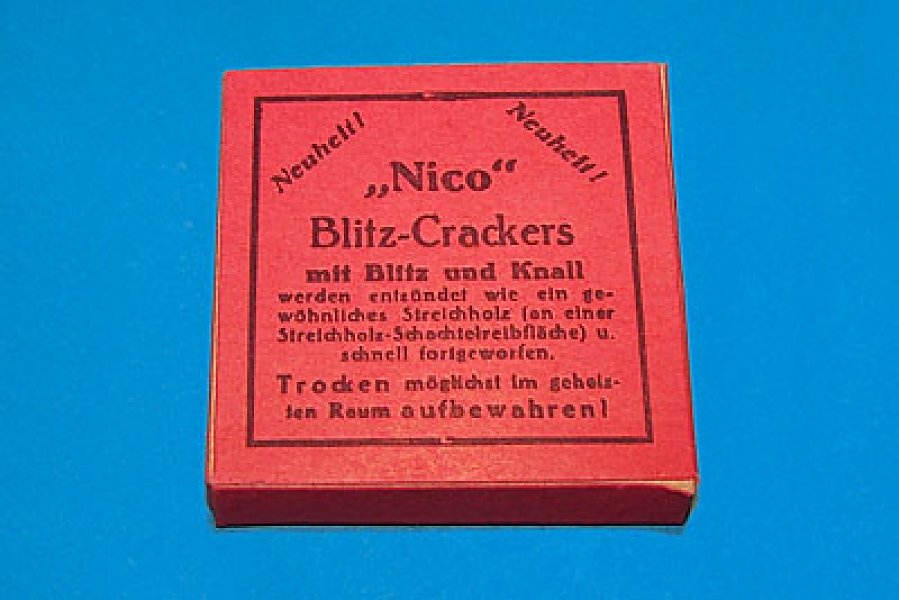 Neuheit! Neuheit!
„Nico“
Blitz-Crackers
mit Blitz und Knall
werden entzündet wie ein ge-
wöhnliches Streichholz (an einer
Streichholz-Schachtelreibfläche) u.
schnell fortgeworfen.
Trocken möglichst im geheiz-
ten Raum aufbewahren!